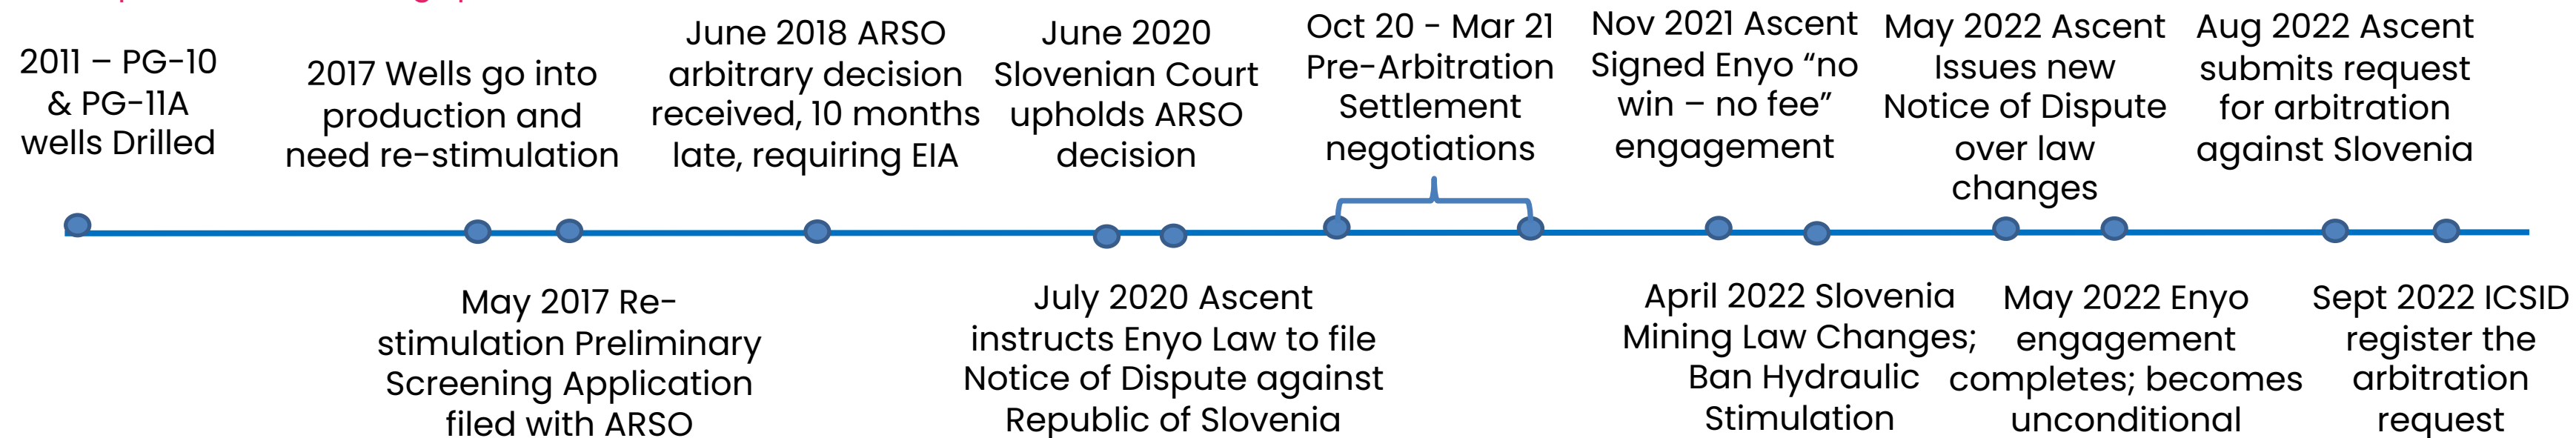 2011 – PG-10
& PG-11A
wells Drilled
2017 Wells go into
production and
need re-stimulation
June 2018 ARSO
arbitrary decision
received, 10 months
late, requiring EIA
June 2020
Slovenian Court
upholds ARSO
decision
Oct 20 - Mar 21
Pre-Arbitration
Settlement
negotiations
Nov 2021 Ascent
Signed Enyo “no
win – no fee”
engagement
May 2022 Ascent
Issues new
Notice of Dispute
over law
changes
Aug 2022 Ascent
submits request
for arbitration
against Slovenia
May 2017 Re-
stimulation Preliminary
Screening Application
filed with ARSO
July 2020 Ascent
instructs Enyo Law to file
Notice of Dispute against
Republic of Slovenia
April 2022 Slovenia
Mining Law Changes;
Ban Hydraulic
Stimulation
May 2022 Enyo
engagement
completes; becomes
unconditional
Sept 2022 ICSID
register the
arbitration
request